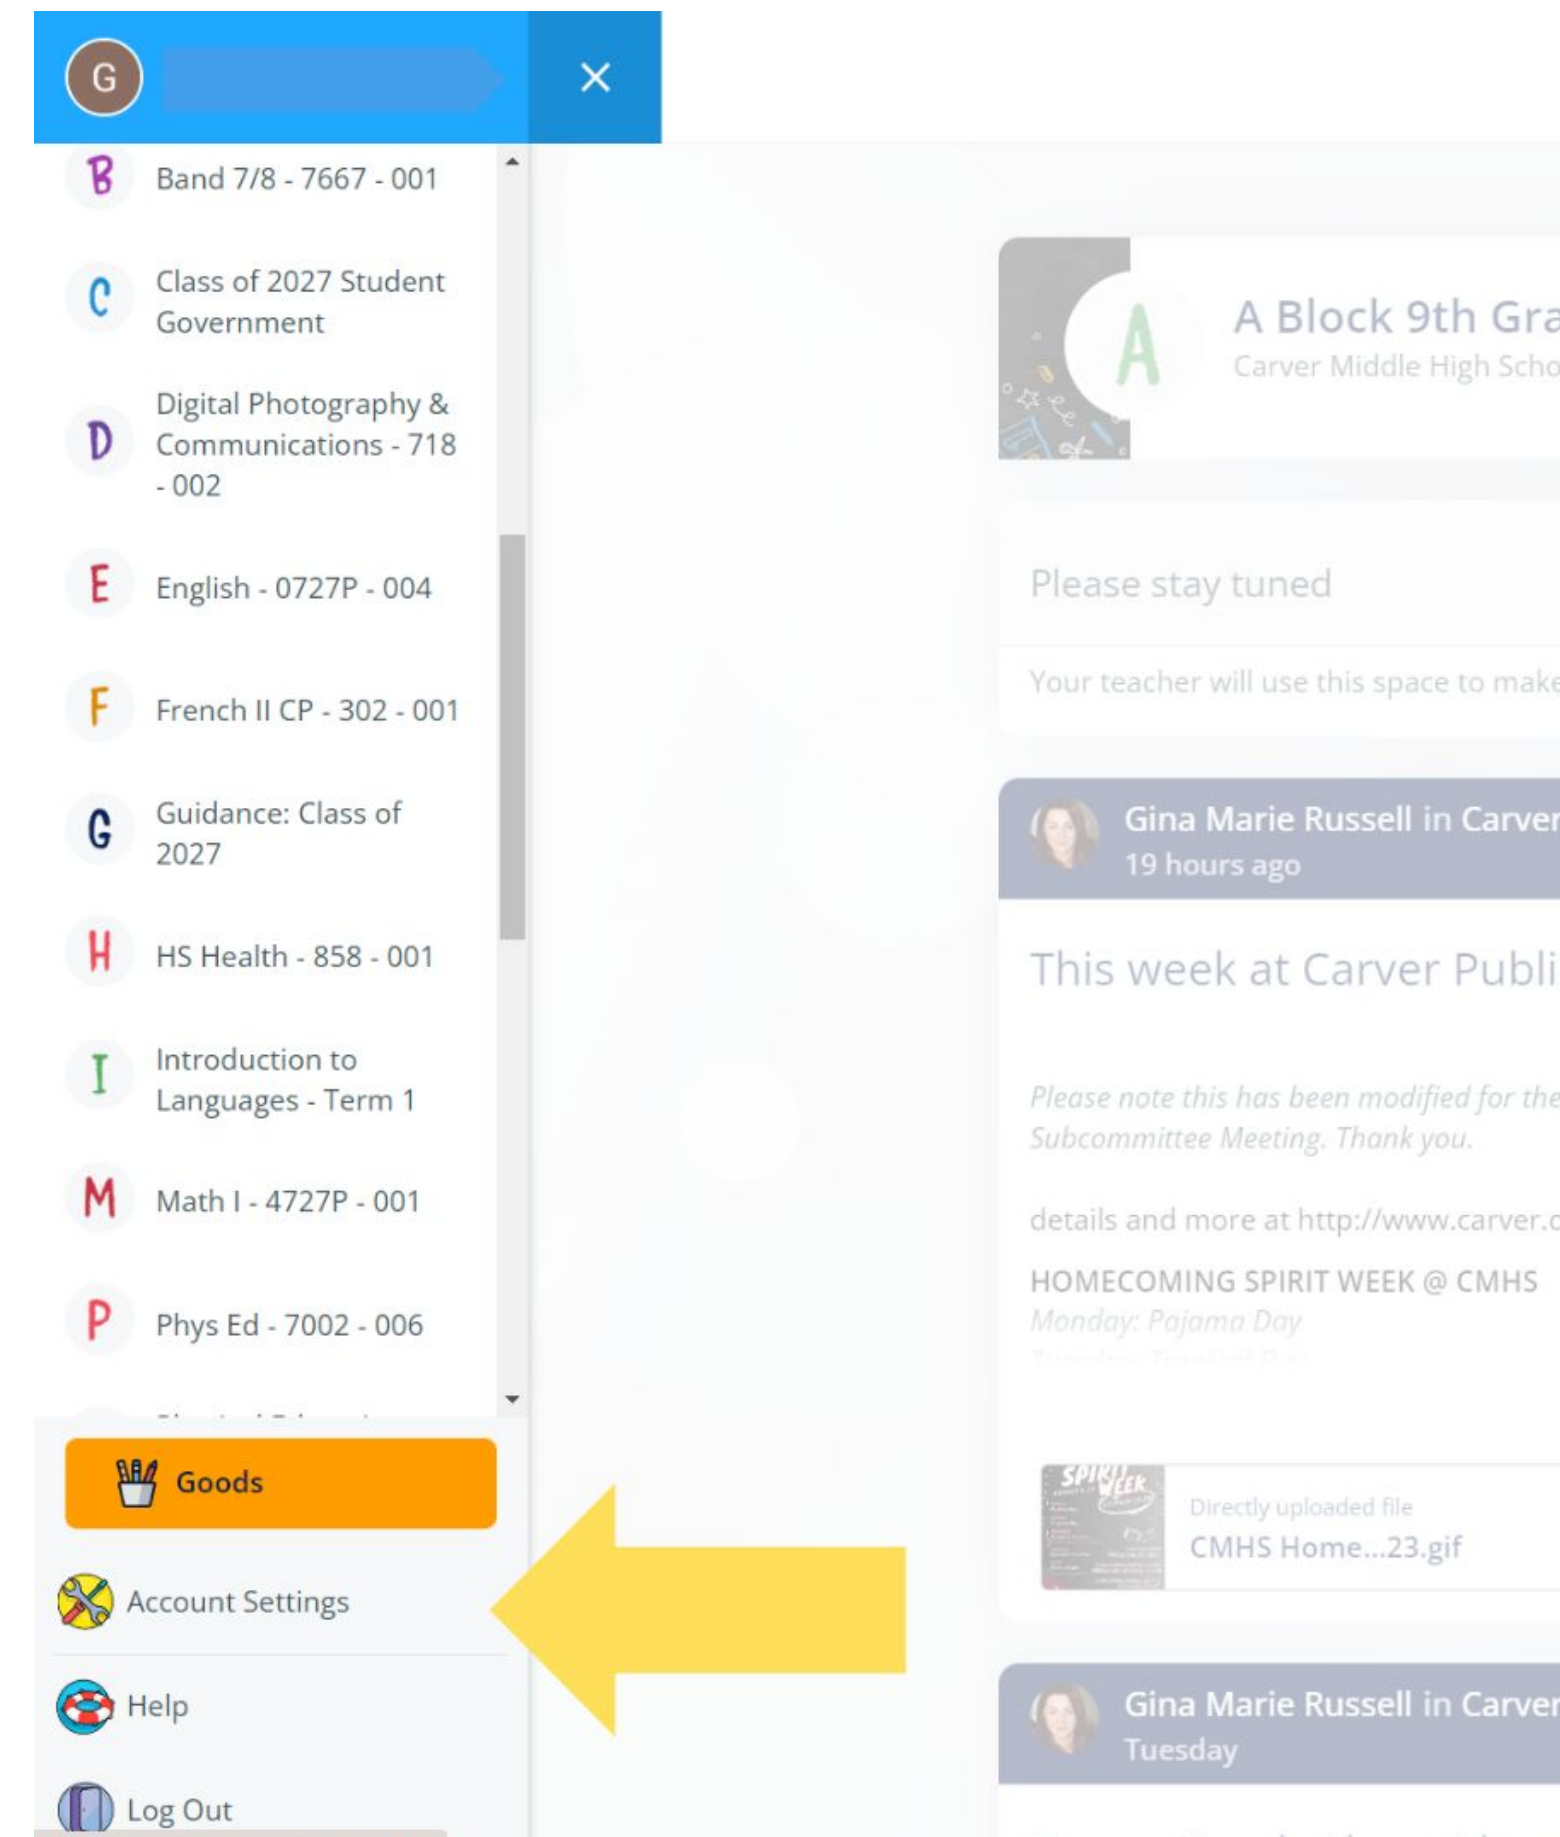 G
B
Band 7/8 - 7667 - 001
C
Class of 2027 Student
Government
D
Digital Photography &
Communications - 718
- 002
E
English - 0727P - 004
F
French II CP - 302 - 001
G
Guidance: Class of
2027
H
HS Health - 858 - 001
I
Introduction to
Languages - Term 1
M
Math I - 4727P - 001
P
Phys Ed - 7002 - 006
Goods
Account Settings
Help
Log Out
A
A Block 9th Gra
Carver Middle High Scho
Please stay tuned
Your teacher will use this space to make
Gina Marie Russell in Carver
19 hours ago
This week at Carver Publi
Please note this has been modified for the
Subcommittee Meeting. Thank you.
details and more at http://www.carver.o
HOMECOMING SPIRIT WEEK @ CMHS
Monday: Pajama Day
SPIRIT
WEEK
Directly uploaded file
CMHS Home...23.gif
Gina Marie Russell in Carver
Tuesday